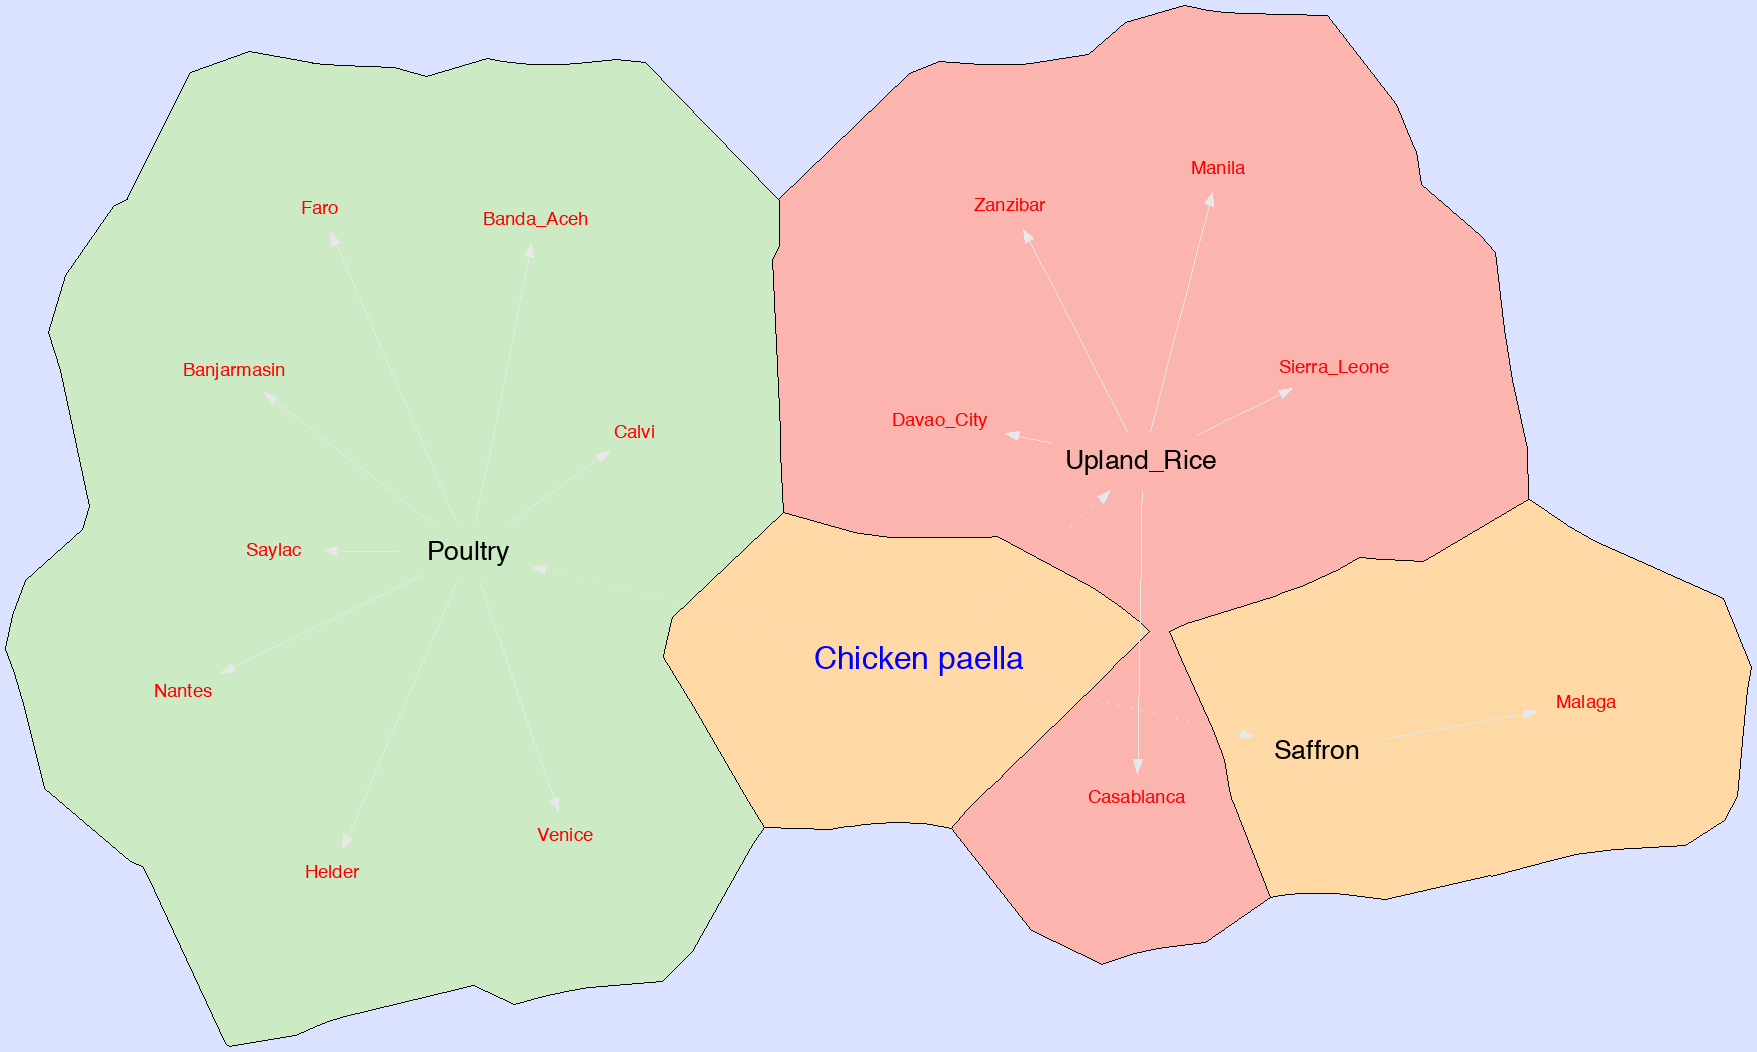 Manila
Zanzibar
Faro
Banda_Aceh
Sierra_Leone
Banjarmasin
Davao_City
Calvi
Upland_Rice
Saylac
Poultry
Chicken paella
Nantes
Malaga
Saffron
Casablanca
Venice
Helder